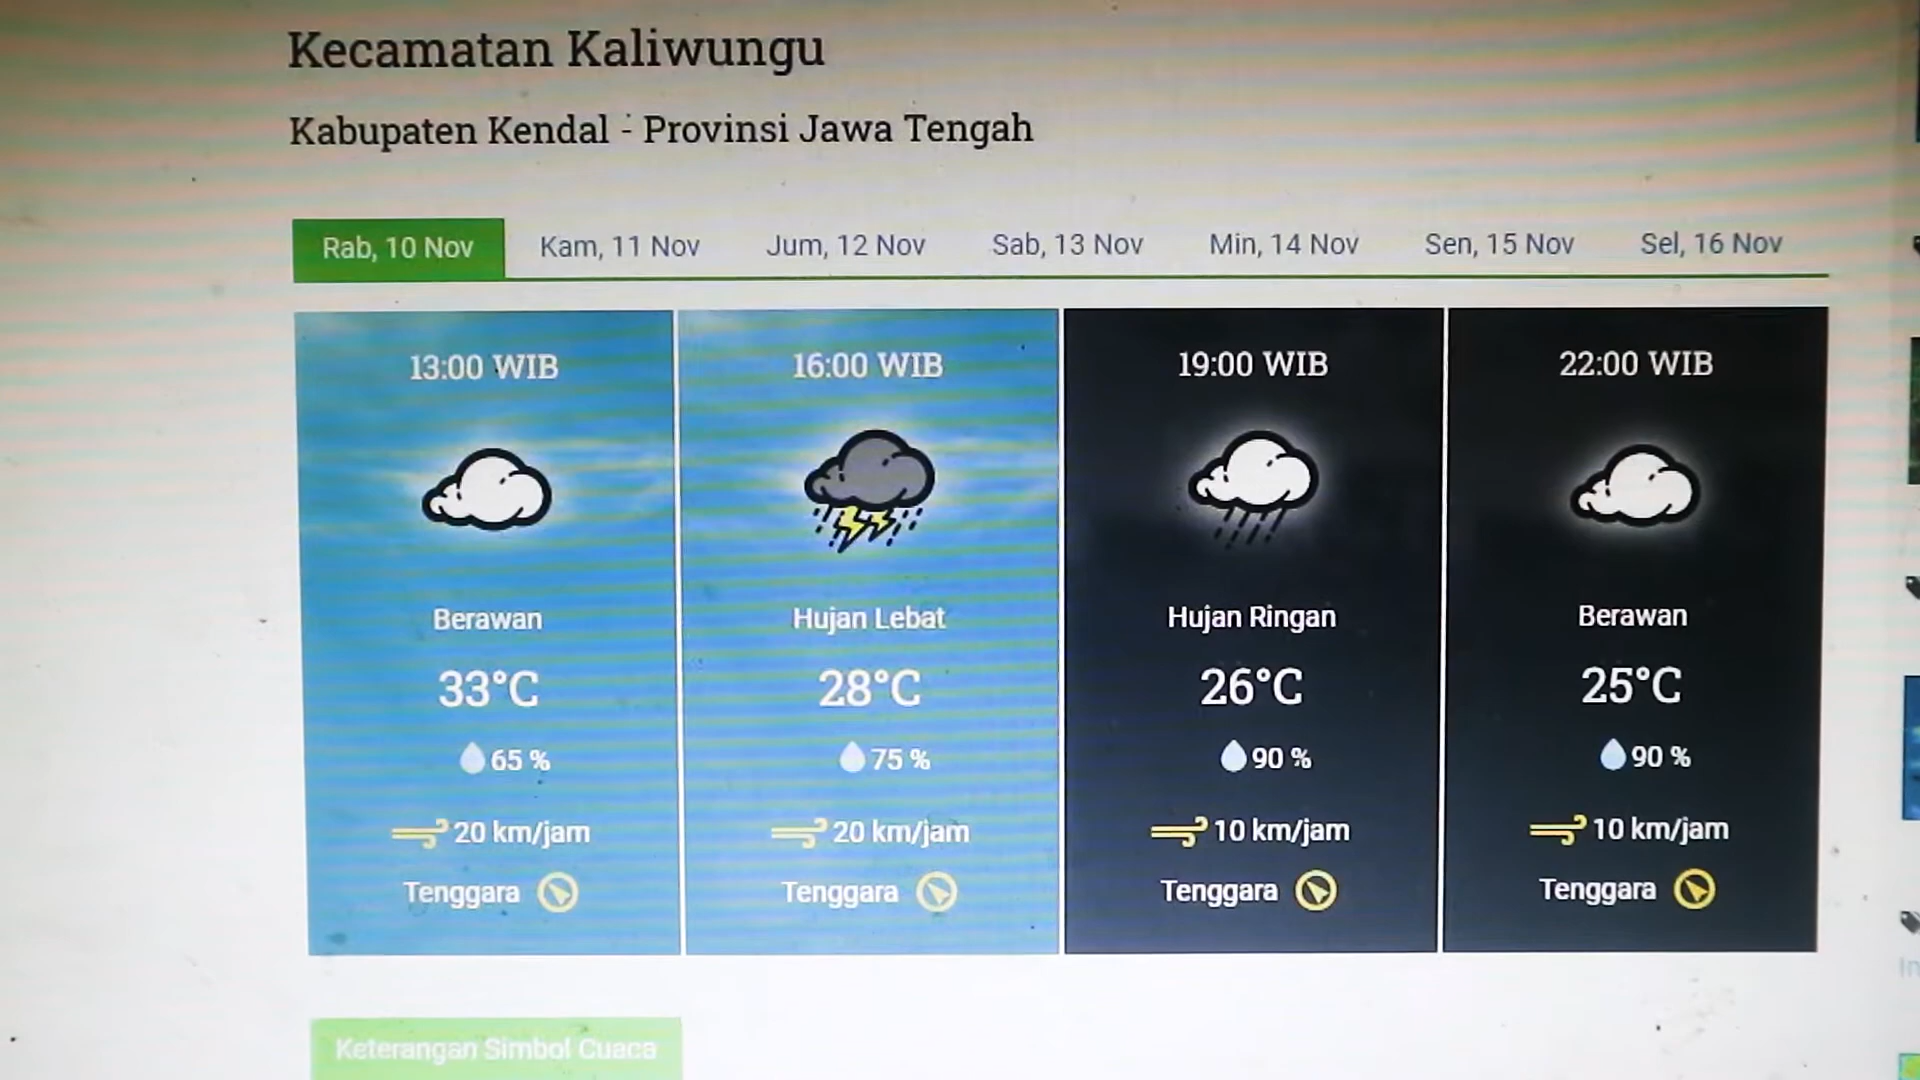 Kecamatan Kaliwungu
Kabupaten Kendal - Provinsi Jawa Tengah
Rab, 10 Nov Kam, 11 Nov Jum, 12 Nov Sab, 13 Nov Min, 14 Nov Sen, 15 Nov Sel, 16 Nov
13:00 WIB
Berawan
33°C
65 %
20 km/jam
Tenggara
16:00 WIB
Hujan Lebat
28°C
75 %
20 km/jam
Tenggara
19:00 WIB
Hujan Ringan
26°C
90 %
10 km/jam
Tenggara
22:00 WIB
Berawan
25°C
90 %
10 km/jam
Tenggara
Keterangan Simbol Cuaca